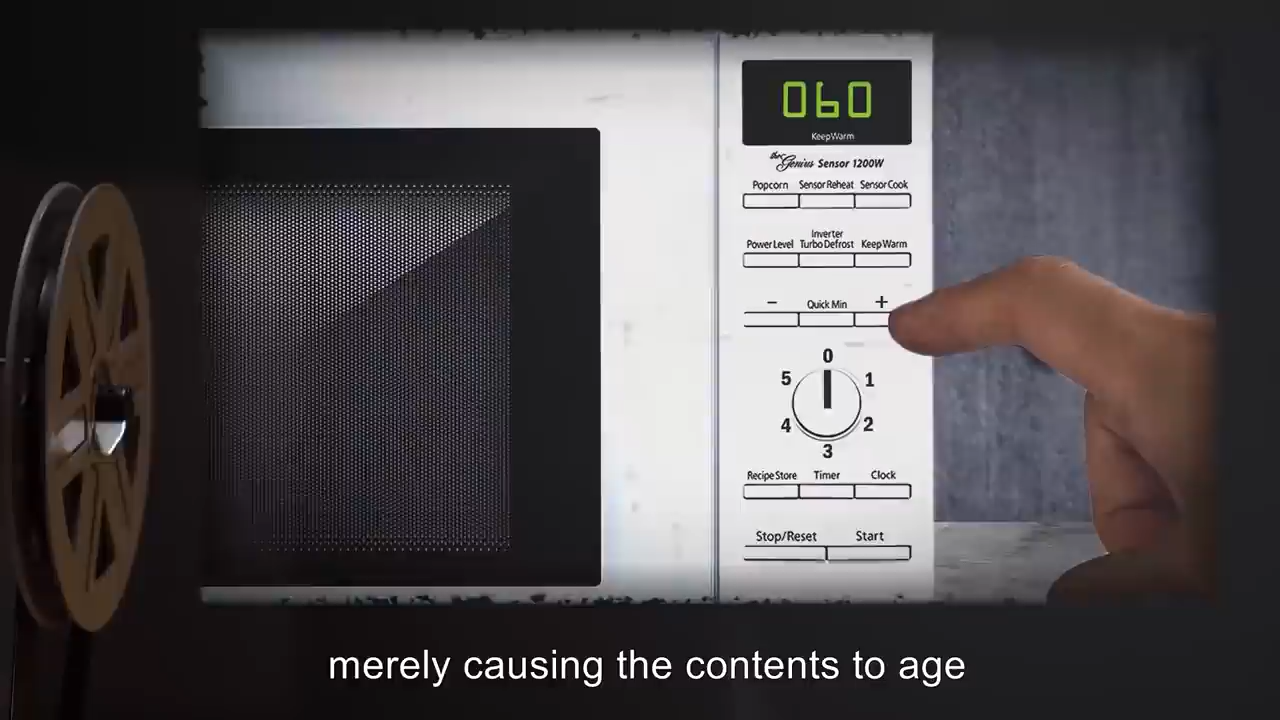 060
KeepWarm
the Genius Sensor 1200W
Popcorn Sensor Reheat Sensor Cook
Inverter
Power Level Turbo Defrost Keep Warm
− Quick Min +
0
5 1
4 2
3
Recipe Store Timer Clock
Stop/Reset Start
merely causing the contents to age